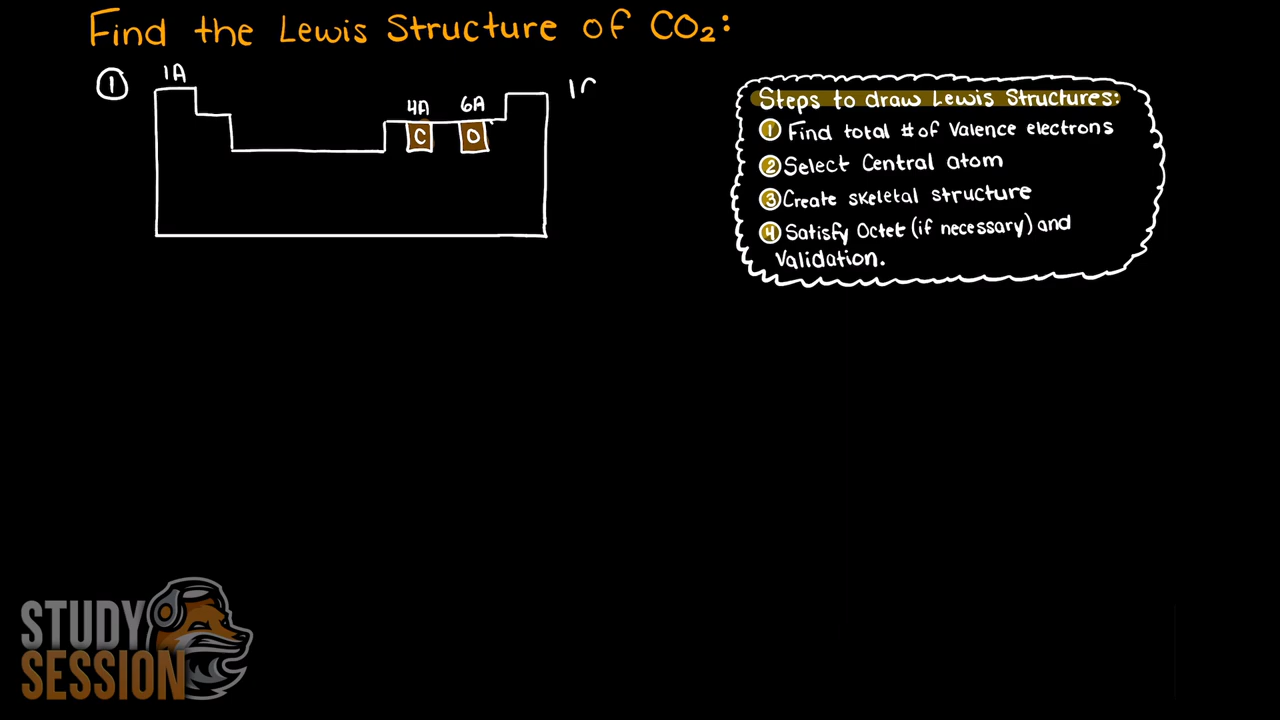 Find the Lewis Structure of CO₂:
① 1A
4A 6A
C O
Steps to draw Lewis Structures:
① Find total # of Valence electrons
② Select Central atom
③ Create skeletal structure
④ Satisfy Octet (if necessary) and
Validation.
STUDY
SESSION